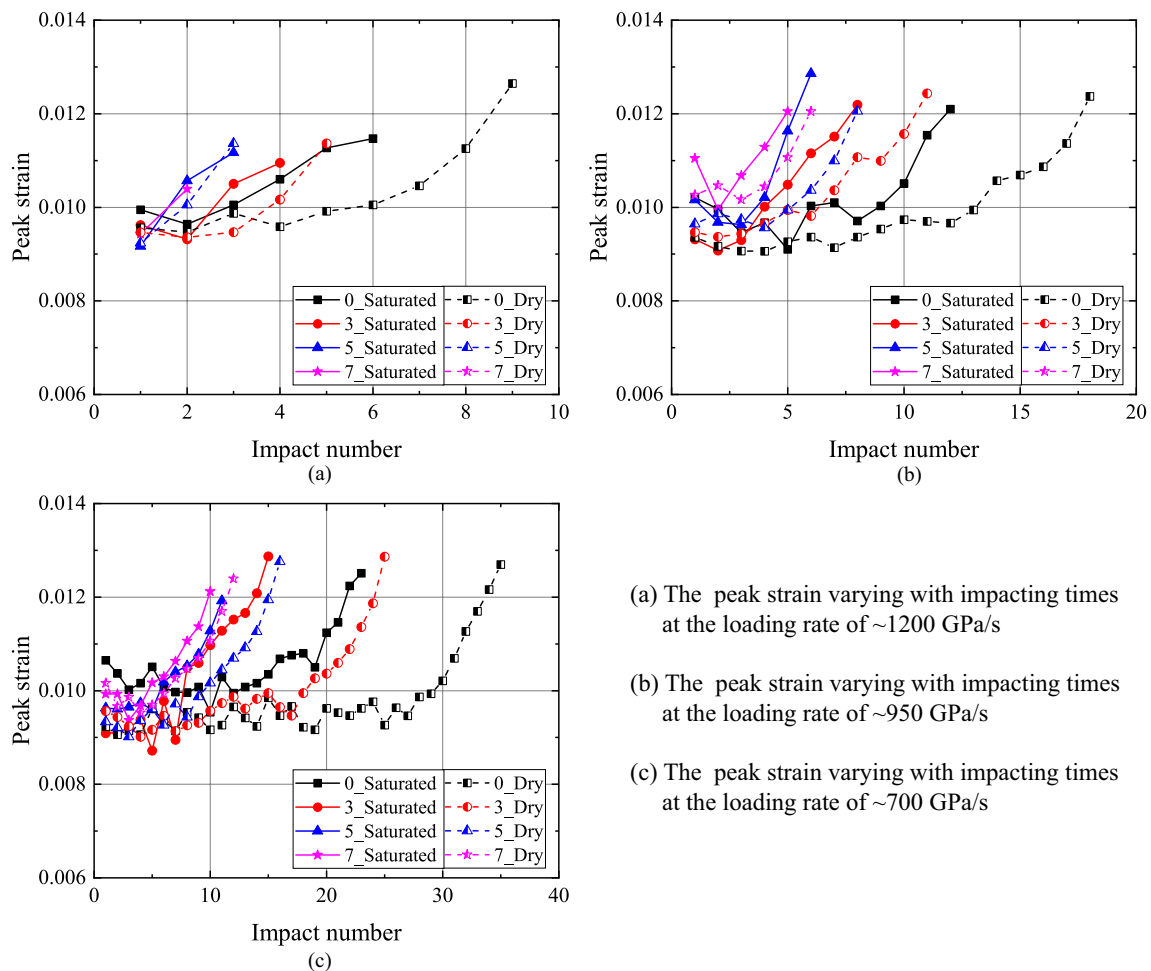 0.014
0.012
0.010
0.008
0.006
Peak strain
0_Saturated 0_Dry
3_Saturated 3_Dry
5_Saturated 5_Dry
7_Saturated 7_Dry
0 2 4 6 8 10
Impact number
(a)
0.014
0.012
0.010
0.008
0.006
Peak strain
0_Saturated 0_Dry
3_Saturated 3_Dry
5_Saturated 5_Dry
7_Saturated 7_Dry
0 5 10 15 20
Impact number
(b)
0.014
0.012
0.010
0.008
0.006
Peak strain
0_Saturated 0_Dry
3_Saturated 3_Dry
5_Saturated 5_Dry
7_Saturated 7_Dry
0 10 20 30 40
Impact number
(c)
(a) The peak strain varying with impacting times
at the loading rate of ~1200 GPa/s
(b) The peak strain varying with impacting times
at the loading rate of ~950 GPa/s
(c) The peak strain varying with impacting times
at the loading rate of ~700 GPa/s